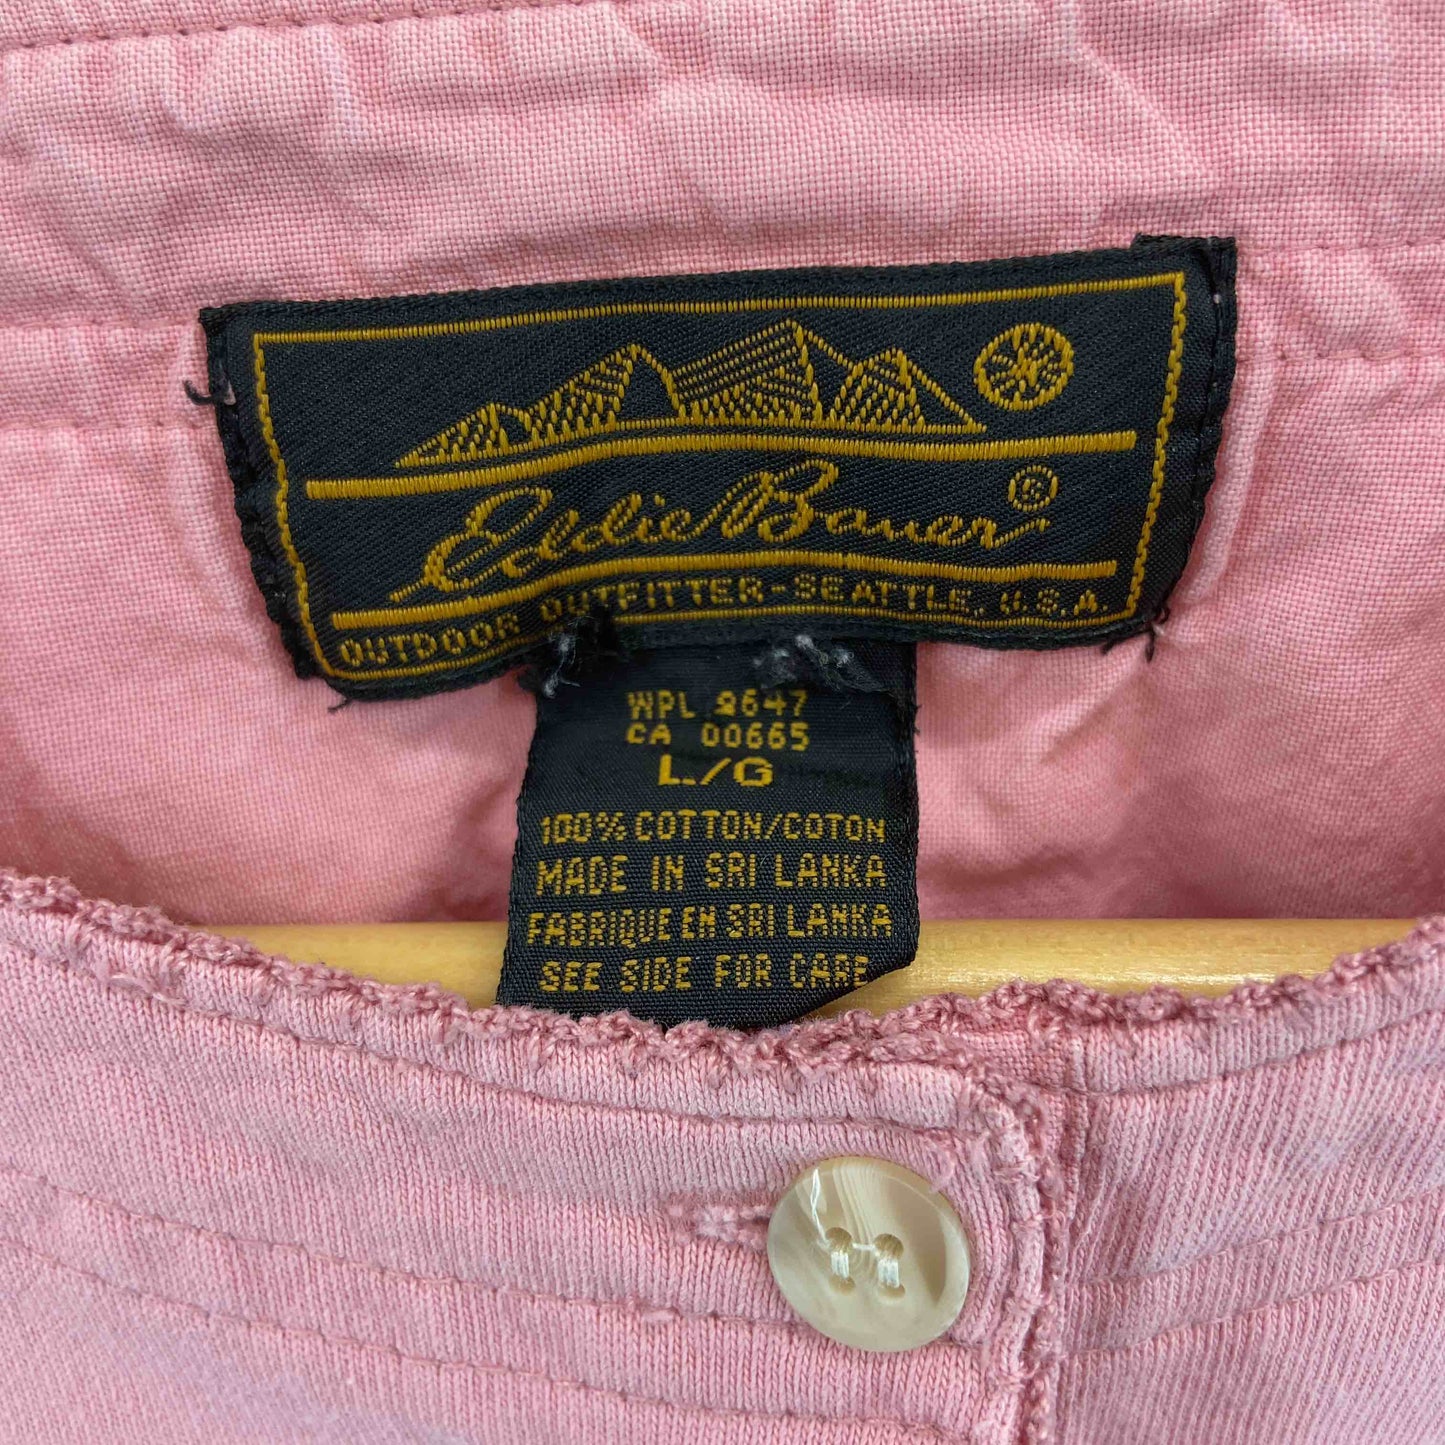 Eddie Bauer®
OUTDOOR OUTFITTER-SEATTLE, U.S.A.
WPL 8647
CA 00665
L/G
100% COTTON/COTON
MADE IN SRI LANKA
FABRIQUE EN SRI LANKA
SEE SIDE FOR CARE